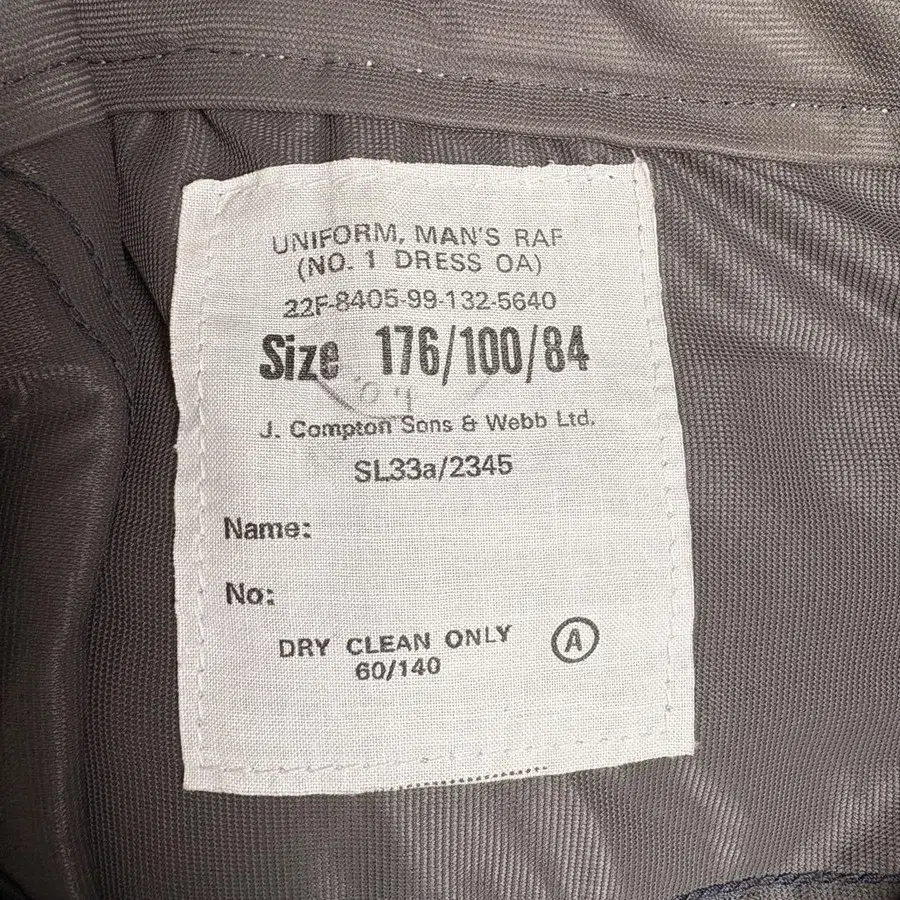 UNIFORM, MAN'S RAF
(NO. 1 DRESS OA)
22F-8405-99-132-5640
Size 176/100/84
J. Compton Sons & Webb Ltd.
SL33a/2345
Name:
No:
DRY CLEAN ONLY Ⓐ
60/140